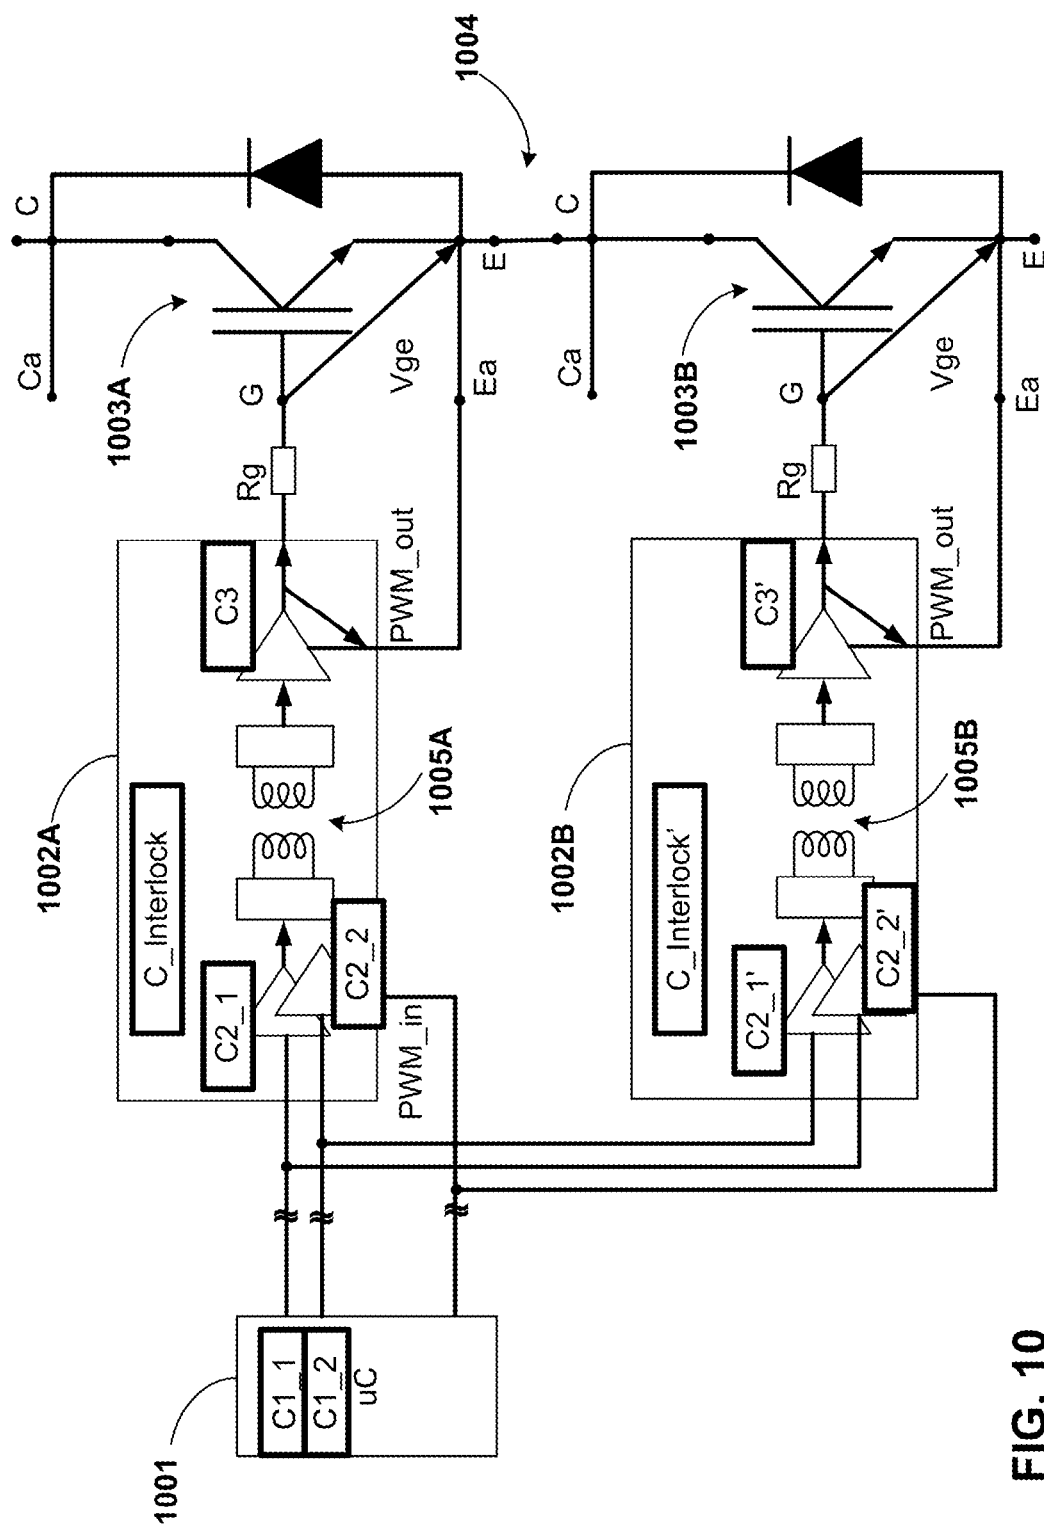 1001
C1_1
C1_2
uC
1002A
C_Interlock
C2_1
C2_2
PWM_in
1005A
C3
PWM_out
Rg
G
1003A
Vge
Ca
C
Ea
E
1004
1002B
C_Interlock'
C2_1'
C2_2'
1005B
C3'
PWM_out
Rg
G
1003B
Vge
Ca
C
Ea
E
FIG. 10